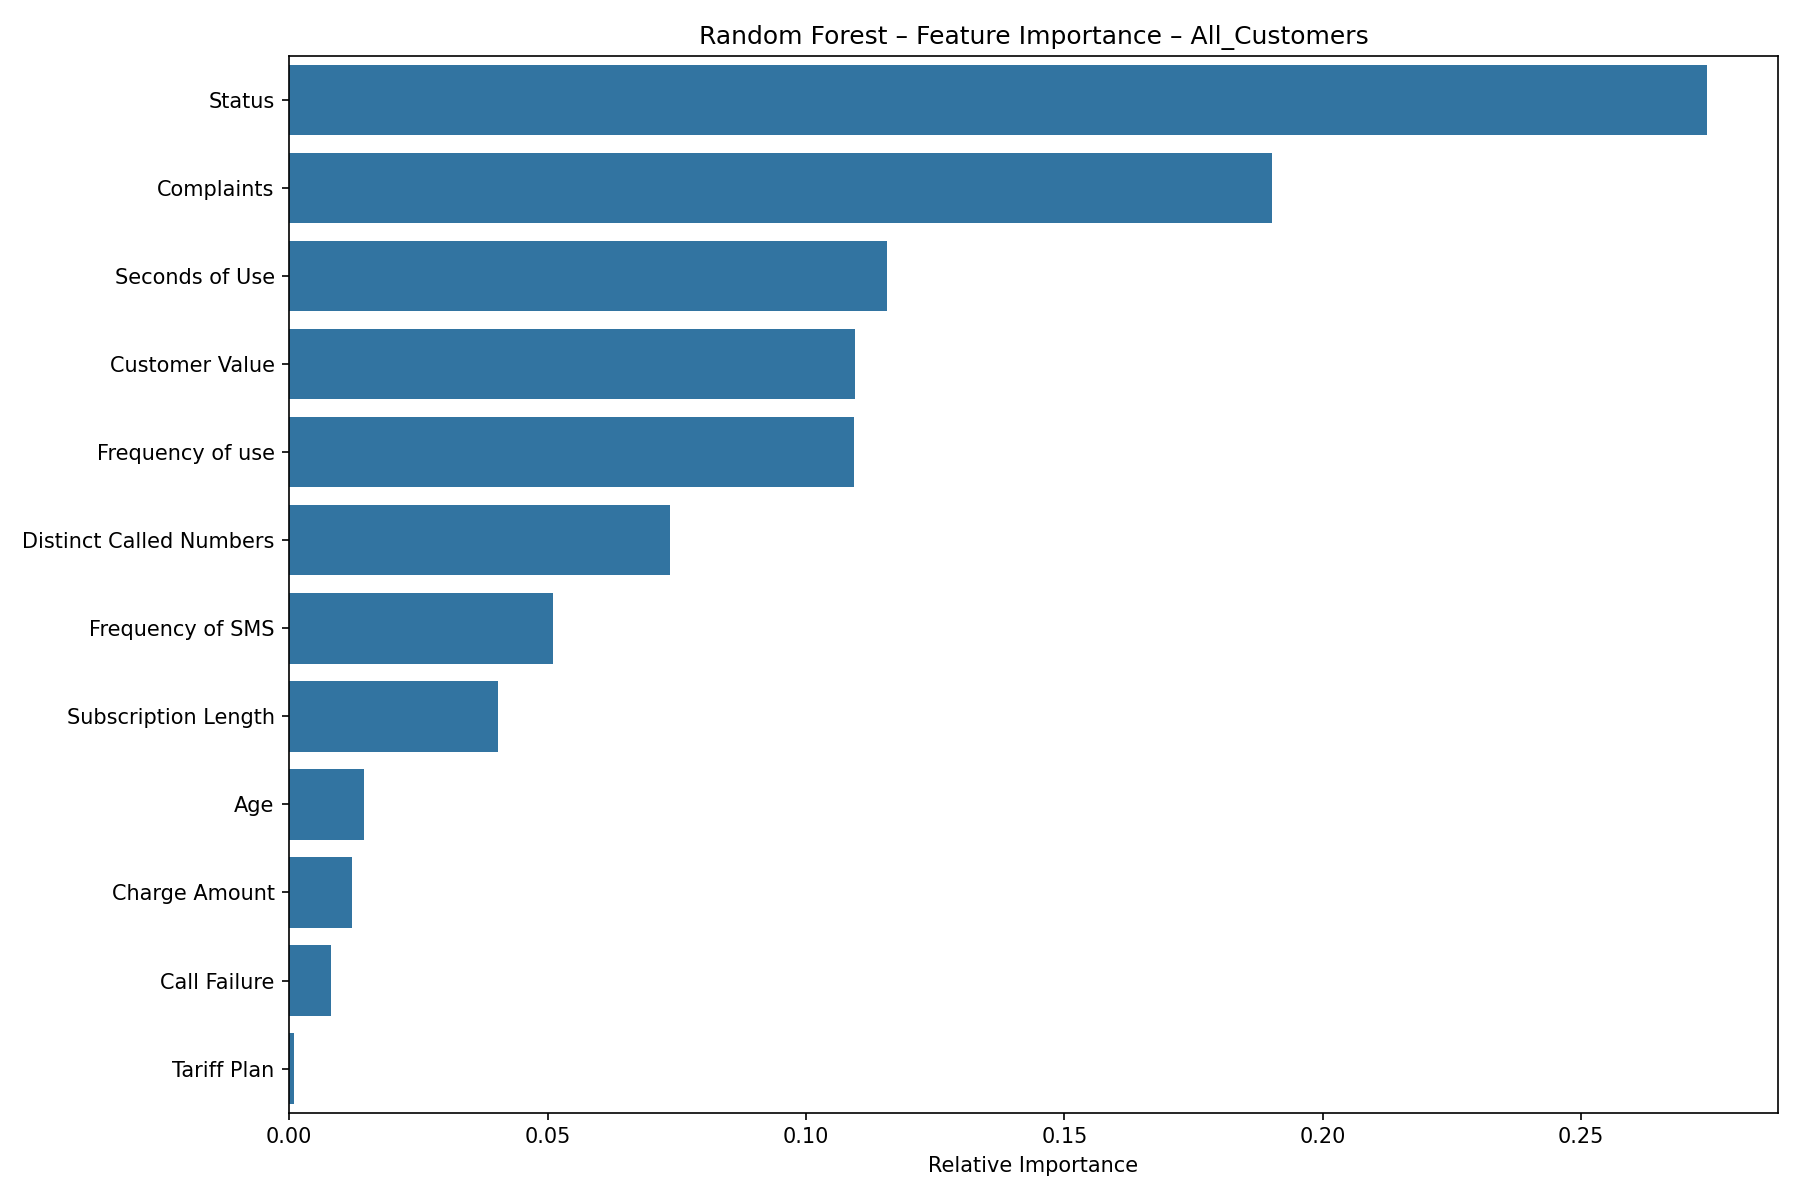 Random Forest – Feature Importance – All_Customers
Status
Complaints
Seconds of Use
Customer Value
Frequency of use
Distinct Called Numbers
Frequency of SMS
Subscription Length
Age
Charge Amount
Call Failure
Tariff Plan
0.00 0.05 0.10 0.15 0.20 0.25
Relative Importance